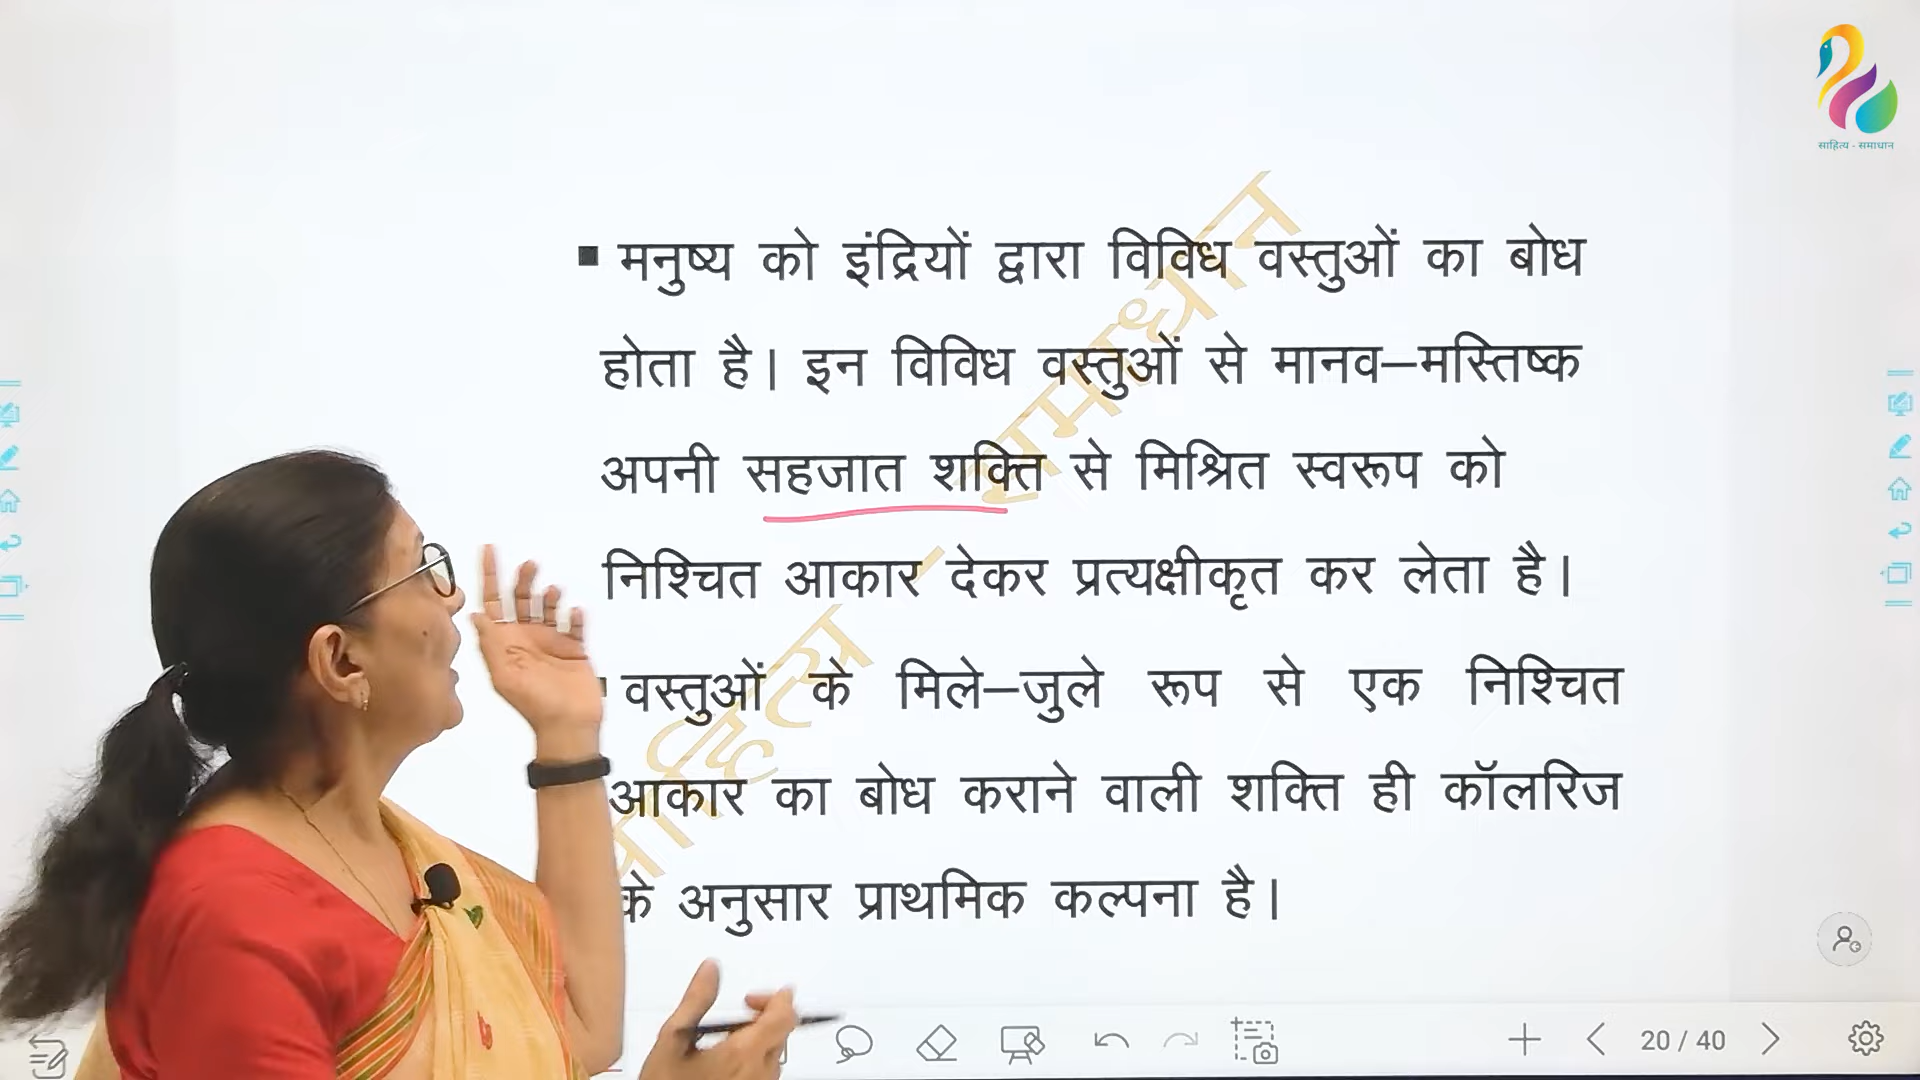 साहित्य - समाधान
■ मनुष्य को इंद्रियों द्वारा विविध वस्तुओं का बोध
होता है। इन विविध वस्तुओं से मानव–मस्तिष्क
अपनी सहजात शक्ति से मिश्रित स्वरूप को
निश्चित आकार देकर प्रत्यक्षीकृत कर लेता है।
वस्तुओं के मिले–जुले रूप से एक निश्चित
आकार का बोध कराने वाली शक्ति ही कॉलरिज
के अनुसार प्राथमिक कल्पना है।
साहित्य - समाधान
20 / 40